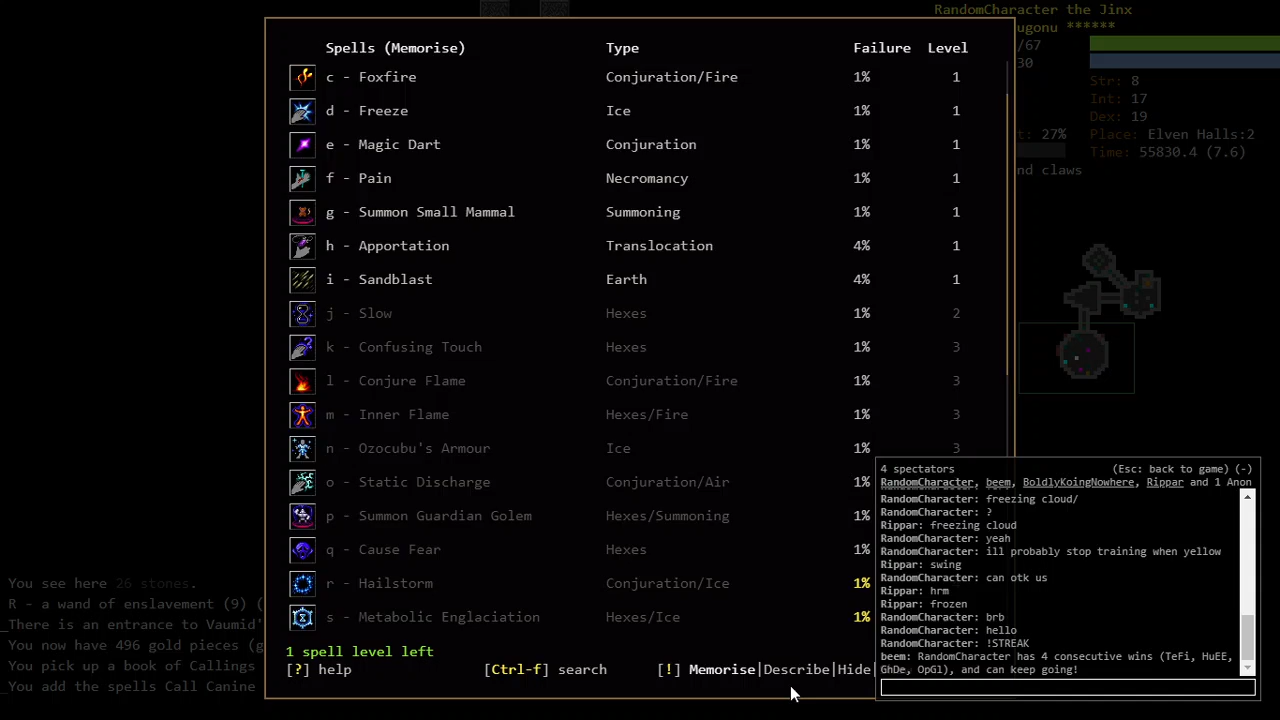 RandomCharacter the Jinx
ugonu ******
/67
30
Str: 8
Int: 17
Dex: 19
t: 27% Place: Elven Halls:2
Time: 55830.4 (7.6)
nd claws
Spells (Memorise) Type Failure Level
c - Foxfire Conjuration/Fire 1% 1
d - Freeze Ice 1% 1
e - Magic Dart Conjuration 1% 1
f - Pain Necromancy 1% 1
g - Summon Small Mammal Summoning 1% 1
h - Apportation Translocation 4% 1
i - Sandblast Earth 4% 1
j - Slow Hexes 1% 2
k - Confusing Touch Hexes 1% 3
l - Conjure Flame Conjuration/Fire 1% 3
m - Inner Flame Hexes/Fire 1% 3
n - Ozocubu's Armour Ice 1% 3
o - Static Discharge Conjuration/Air 1%
p - Summon Guardian Golem Hexes/Summoning 1%
q - Cause Fear Hexes 1%
r - Hailstorm Conjuration/Ice 1%
s - Metabolic Englaciation Hexes/Ice 1%
1 spell level left
[?] help [Ctrl-f] search [!] Memorise|Describe|Hide
You see here 26 stones.
R - a wand of enslavement (9) (
_There is an entrance to Vaumid'
You now have 496 gold pieces (g
You pick up a book of Callings
_You add the spells Call Canine
4 spectators (Esc: back to game) (-)
RandomCharacter, beem, BoldlyKoingNowhere, Rippar and 1 Anon
RandomCharacter: freezing cloud/
RandomCharacter: ?
Rippar: freezing cloud
RandomCharacter: yeah
RandomCharacter: ill probably stop training when yellow
Rippar: swing
RandomCharacter: can otk us
Rippar: hrm
Rippar: frozen
RandomCharacter: brb
RandomCharacter: hello
RandomCharacter: !STREAK
beem: RandomCharacter has 4 consecutive wins (TeFi, HuEE,
GhDe, OpGl), and can keep going!